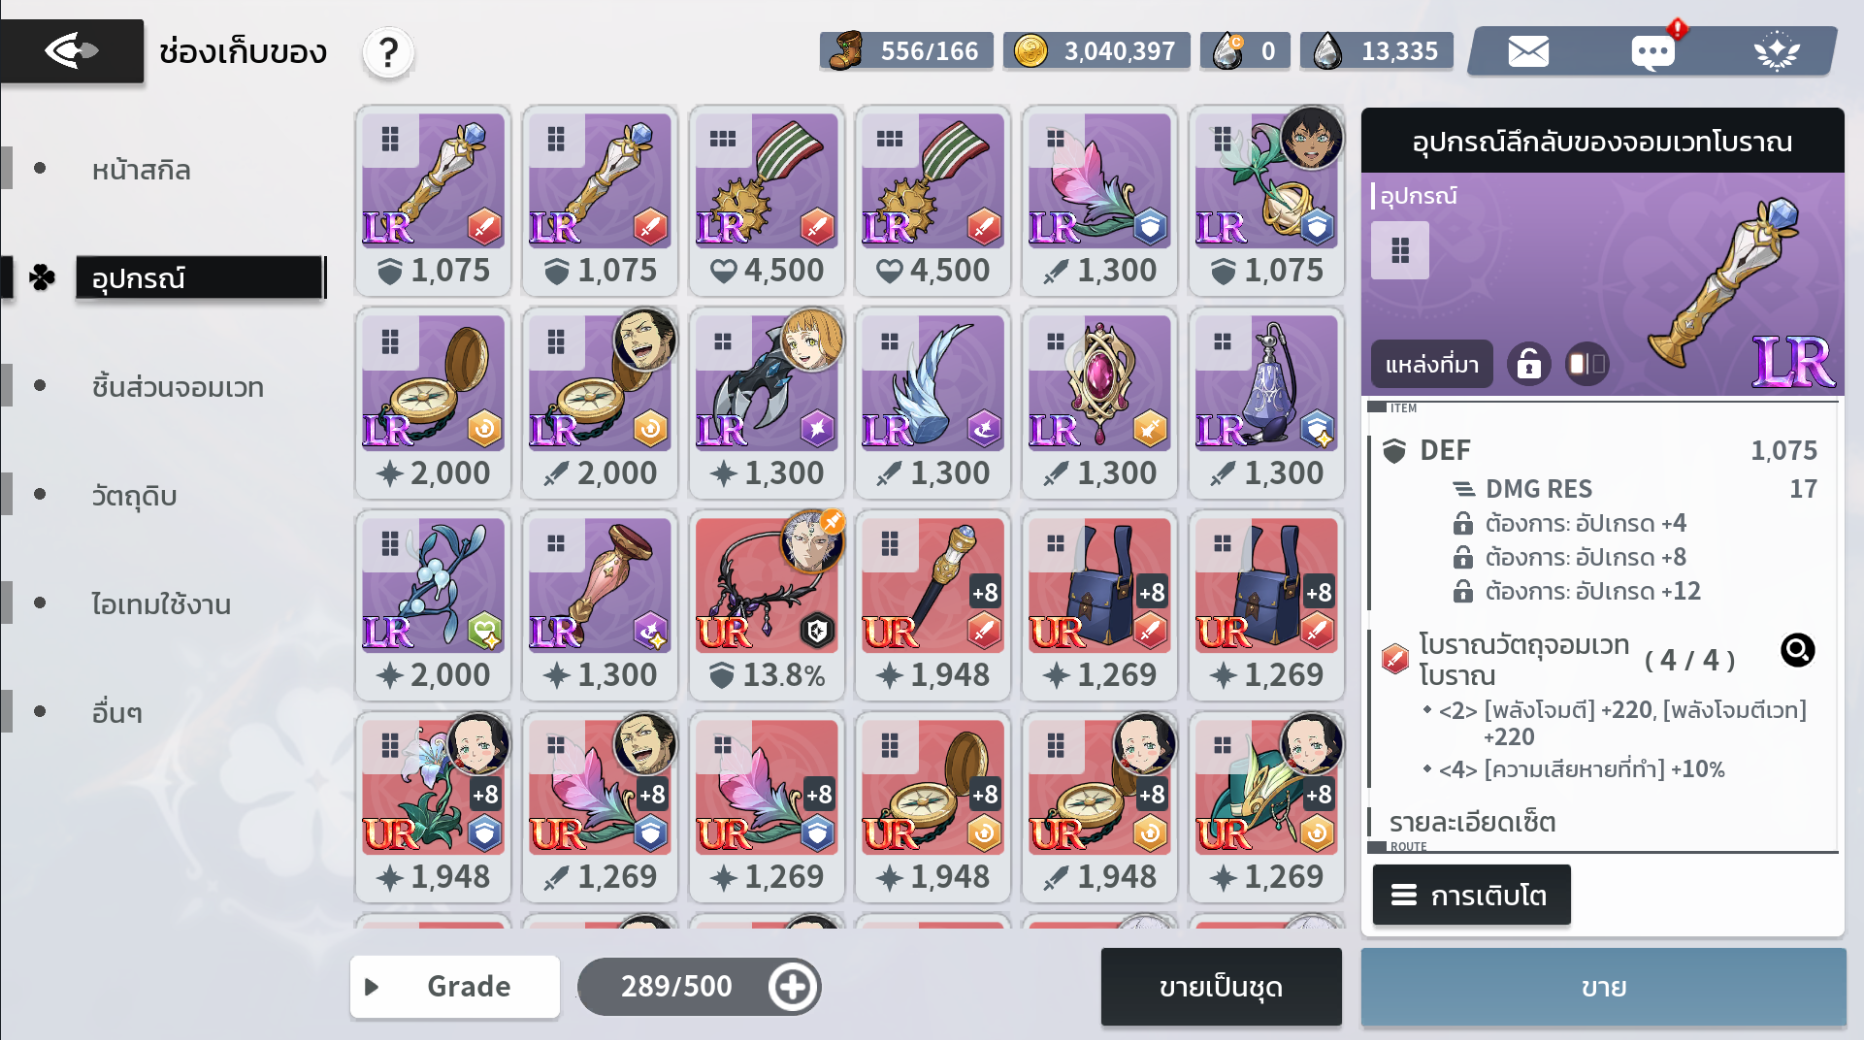 ช่องเก็บของ
?
556/166
3,040,397
0
13,335
หน้าสกิล
อุปกรณ์
ชิ้นส่วนจอมเวท
วัตถุดิบ
ไอเทมใช้งาน
อื่นๆ
LR LR LR LR LR LR
1,075 1,075 4,500 4,500 1,300 1,075
LR LR LR LR LR LR
2,000 2,000 1,300 1,300 1,300 1,300
+8 +8 +8
LR LR UR UR UR UR
2,000 1,300 13.8% 1,948 1,269 1,269
+8 +8 +8 +8 +8 +8
UR UR UR UR UR UR
1,948 1,269 1,269 1,948 1,948 1,269
Grade
289/500
ขายเป็นชุด
อุปกรณ์ลึกลับของจอมเวทโบราณ
อุปกรณ์
แหล่งที่มา
LR
ITEM
DEF 1,075
DMG RES 17
ต้องการ: อัปเกรด +4
ต้องการ: อัปเกรด +8
ต้องการ: อัปเกรด +12
โบราณวัตถุจอมเวท
โบราณ
( 4 / 4 )
<2> [พลังโจมตี] +220, [พลังโจมตีเวท]
+220
<4> [ความเสียหายที่ทำ] +10%
รายละเอียดเซ็ต
ROUTE
การเติบโต
ขาย